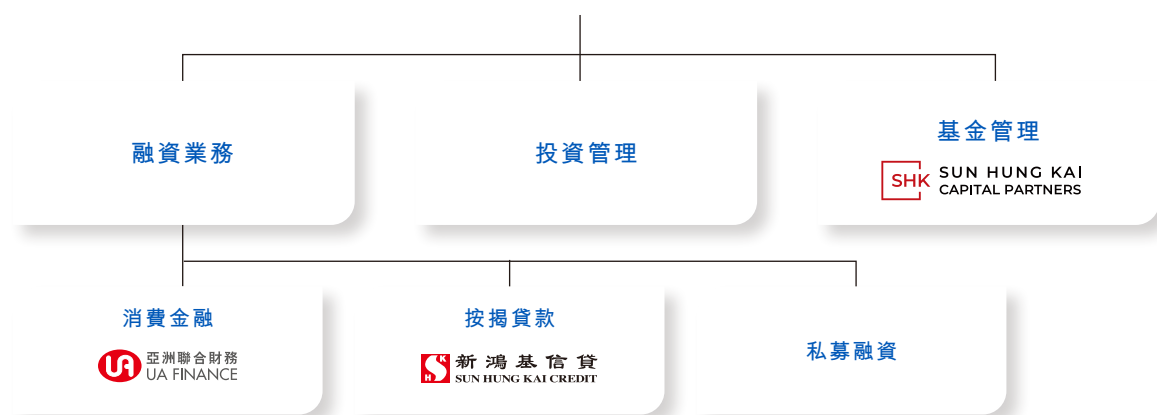 融資業務
投資管理
基金管理
SHK SUN HUNG KAI
CAPITAL PARTNERS
消費金融
UA 亞洲聯合財務
UA FINANCE
按揭貸款
S K H 新鴻基信貸
SUN HUNG KAI CREDIT
私募融資